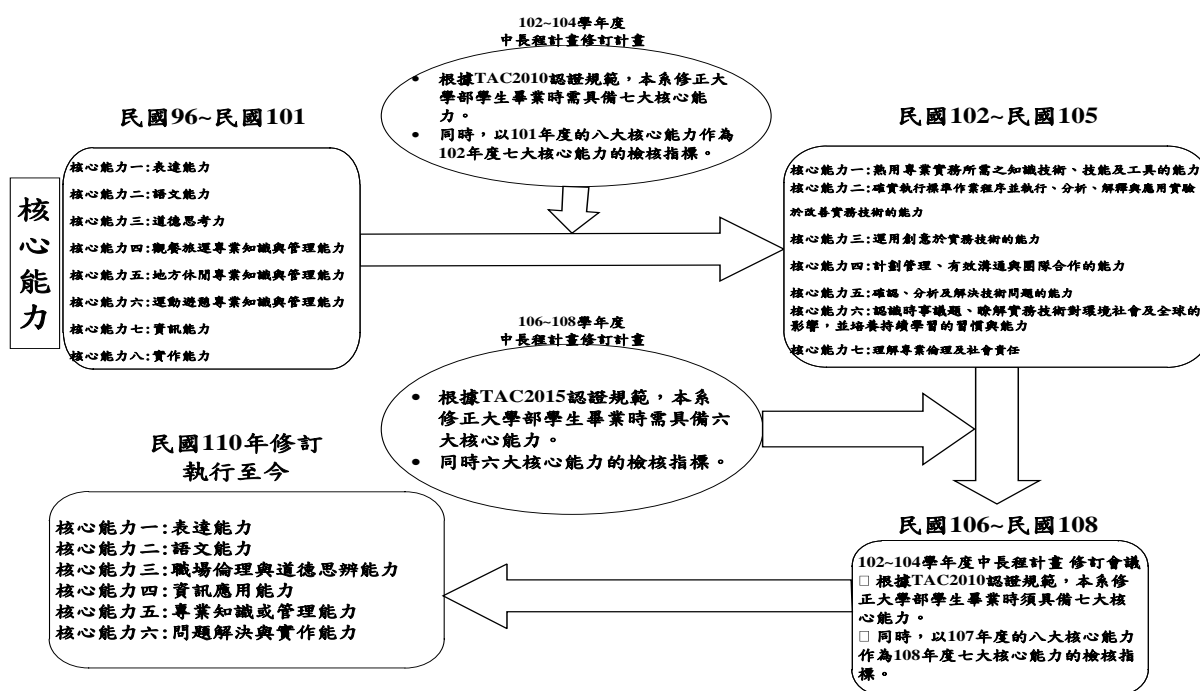 102~104學年度
中長程計畫修訂計畫
• 根據TAC2010認證規範，本系修正大
學部學生畢業時需具備七大核心能
力。
• 同時，以101年度的八大核心能力作為
102年度七大核心能力的檢核指標。
民國96~民國101
核心能力
核心能力一:表達能力
核心能力二:語文能力
核心能力三:道德思考力
核心能力四:觀餐旅運專業知識與管理能力
核心能力五:地方休閒專業知識與管理能力
核心能力六:運動遊憩專業知識與管理能力
核心能力七:資訊能力
核心能力八:實作能力
民國102~民國105
核心能力一:熟用專業實務所需之知識技術、技能及工具的能力
核心能力二:確實執行標準作業程序並執行、分析、解釋與應用實驗
於改善實務技術的能力
核心能力三:運用創意於實務技術的能力
核心能力四:計劃管理、有效溝通與團隊合作的能力
核心能力五:確認、分析及解決技術問題的能力
核心能力六:認識時事議題、瞭解實務技術對環境社會及全球的
影響，並培養持續學習的習慣與能力
核心能力七:理解專業倫理及社會責任
106~108學年度
中長程計畫修訂計畫
• 根據TAC2015認證規範，本系
修正大學部學生畢業時需具備六
大核心能力。
• 同時六大核心能力的檢核指標。
民國106~民國108
102~104學年度中長程計畫 修訂會議
□ 根據TAC2010認證規範，本系修
正大學部學生畢業時須具備七大核
心能力。
□ 同時，以107年度的八大核心能力
作為108年度七大核心能力的檢核指
標。
民國110年修訂
執行至今
核心能力一:表達能力
核心能力二:語文能力
核心能力三:職場倫理與道德思辨能力
核心能力四:資訊應用能力
核心能力五:專業知識或管理能力
核心能力六:問題解決與實作能力